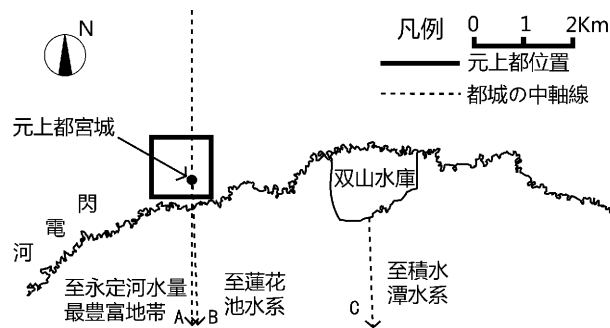 N
凡例
0 1 2Km
元上都位置
都城の中軸線
元上都宮城
双山水庫
閃
電
河
至永定河水量
最豊富地帯
A
B
至蓮花
池水系
C
至積水
潭水系